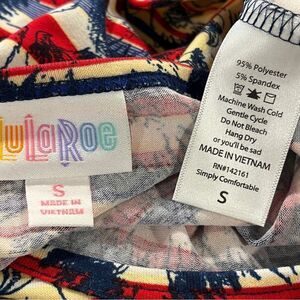 LuLaRoe
S
MADE IN
VIETNAM
95% Polyester
5% Spandex
Machine Wash Cold
Gentle Cycle
Do Not Bleach
Hang Dry
or you'll be sad
MADE IN VIETNAM
RN#142161
Simply Comfortable
S